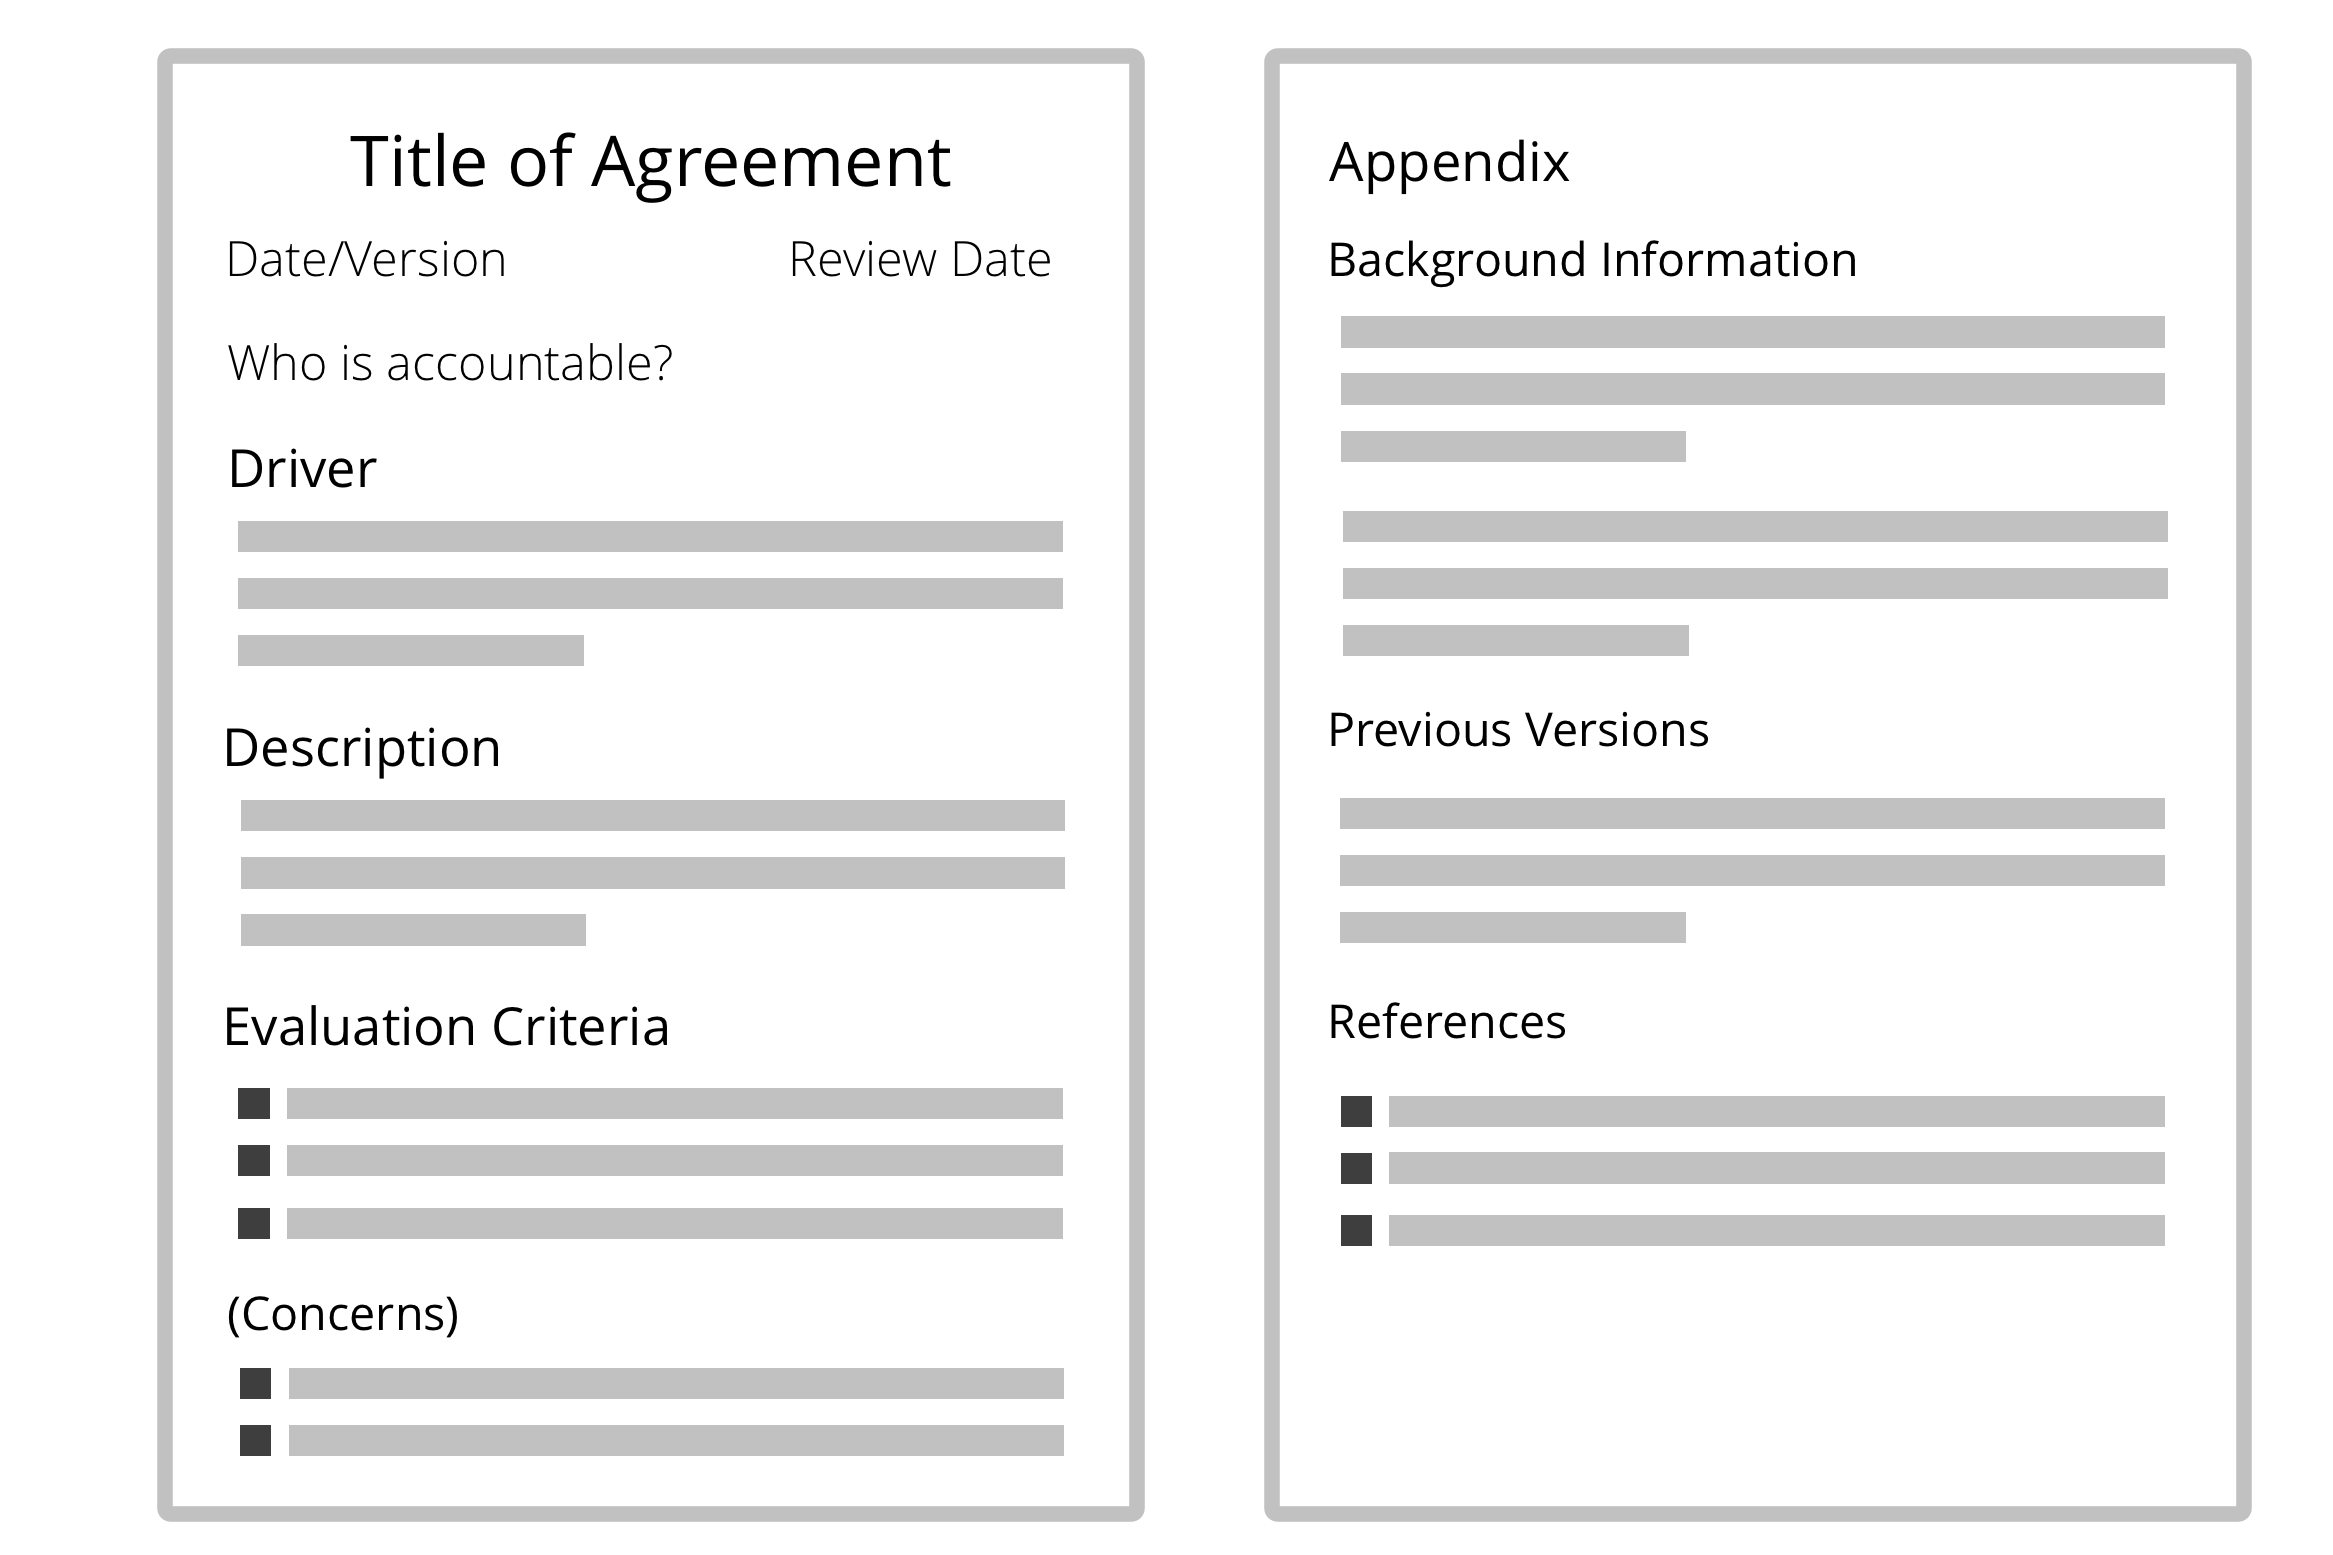 Title of Agreement
Date/Version Review Date
Who is accountable?
Driver
Description
Evaluation Criteria
(Concerns)
Appendix
Background Information
Previous Versions
References